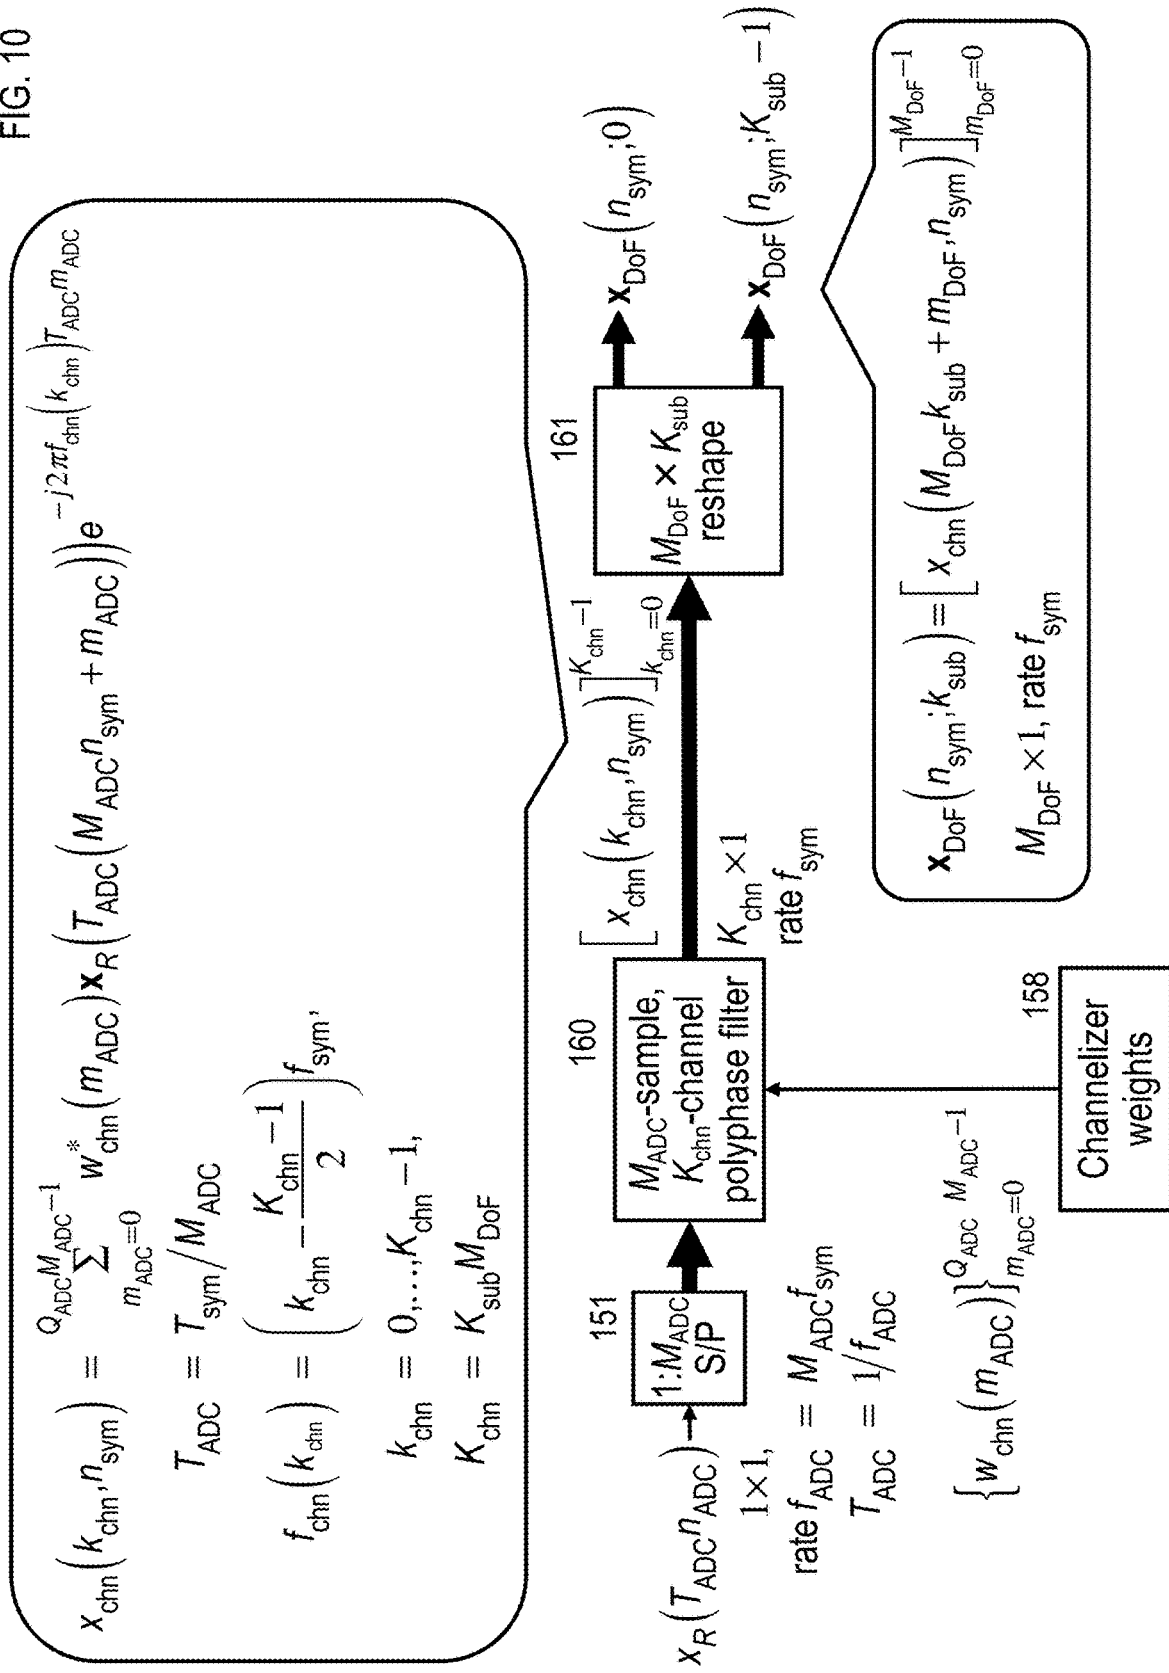 FIG. 10
x_chn(k_chn,n_sym) = ∑_{m_ADC=0}^{Q_ADC M_ADC−1} w*_chn(m_ADC)x_R(T_ADC(M_ADC n_sym + m_ADC))e^{−j2πf_chn(k_chn)T_ADC m_ADC}
T_ADC = T_sym/M_ADC
f_chn(k_chn) = (k_chn - (K_chn−1)/2) f_sym,
k_chn = 0,…,K_chn−1,
K_chn = K_sub M_DoF
x_R(T_ADC n_ADC)
1×1,
rate f_ADC = M_ADC f_sym
T_ADC = 1/f_ADC
151
1:M_ADC
S/P
160
M_ADC-sample,
K_chn-channel
polyphase filter
{w_chn(m_ADC)}_{m_ADC=0}^{Q_ADC M_ADC−1}
158
Channelizer
weights
[x_chn(k_chn,n_sym)]_{k_chn=0}^{K_chn−1}
K_chn×1
rate f_sym
161
M_DoF × K_sub
reshape
x_DoF(n_sym;0)
x_DoF(n_sym;K_sub−1)
x_DoF(n_sym;k_sub) = [x_chn(M_DoF k_sub + m_DoF,n_sym)]_{m_DoF=0}^{M_DoF−1}
M_DoF×1, rate f_sym